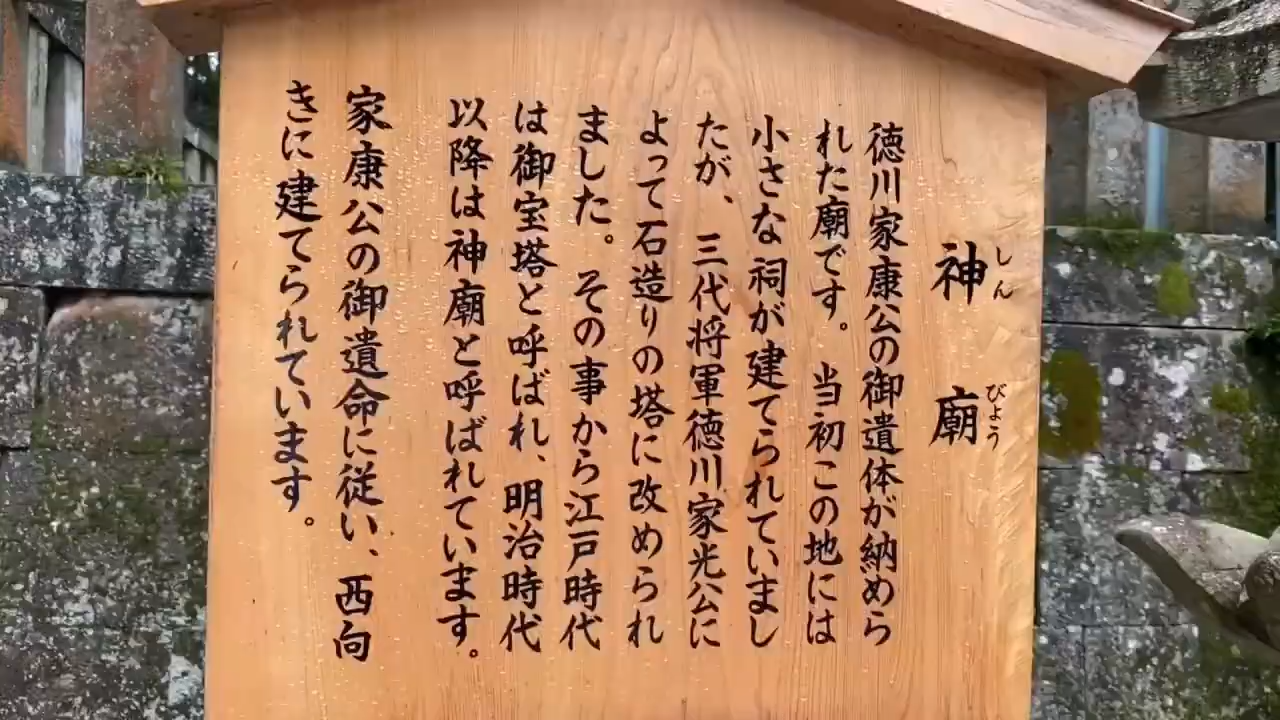 神廟
しんびょう
徳川家康公の御遺体が納めら
れた廟です。当初この地には
小さな祠が建てられていまし
たが、三代将軍徳川家光公に
よって石造りの塔に改められ
ました。その事から江戸時代
は御宝塔と呼ばれ、明治時代
以降は神廟と呼ばれています。
家康公の御遺命に従い、西向
きに建てられています。